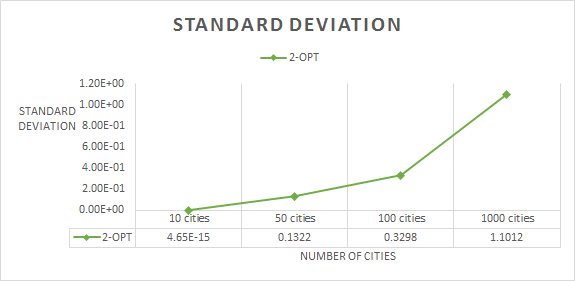 STANDARD DEVIATION
2-OPT
1.20E+00
1.00E+00
8.00E-01
6.00E-01
4.00E-01
2.00E-01
0.00E+00
STANDARD
DEVIATION
10 cities 50 cities 100 cities 1000 cities
2-OPT 4.65E-15 0.1322 0.3298 1.1012
NUMBER OF CITIES